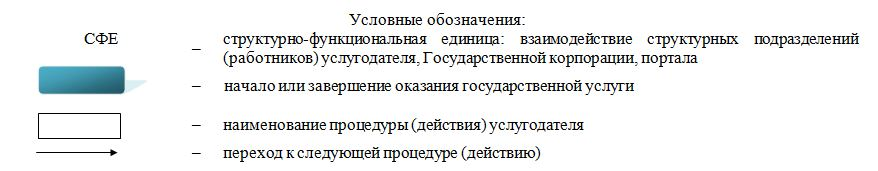 Условные обозначения:
СФЕ – структурно-функциональная единица: взаимодействие структурных подразделений
(работников) услугодателя, Государственной корпорации, портала
– начало или завершение оказания государственной услуги
– наименование процедуры (действия) услугодателя
– переход к следующей процедуре (действию)